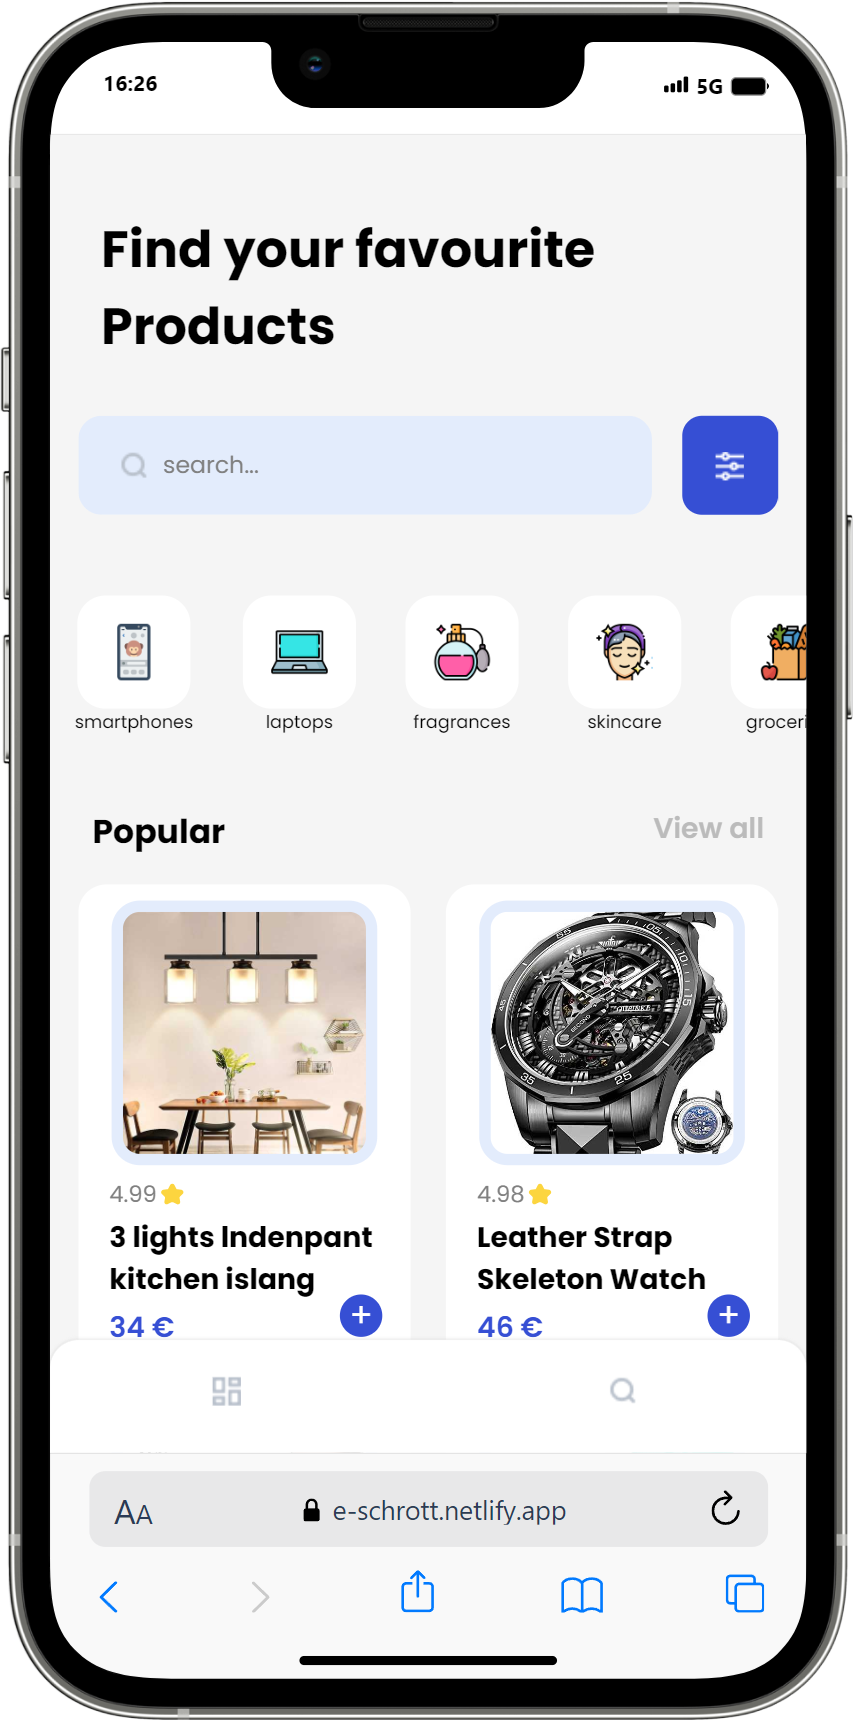 16:26
5G
Find your favourite
Products
search...
smartphones
laptops
fragrances
skincare
groceri
Popular
View all
4.99
3 lights Indenpant
kitchen islang
34 €
4.98
Leather Strap
Skeleton Watch
46 €
AA
e-schrott.netlify.app